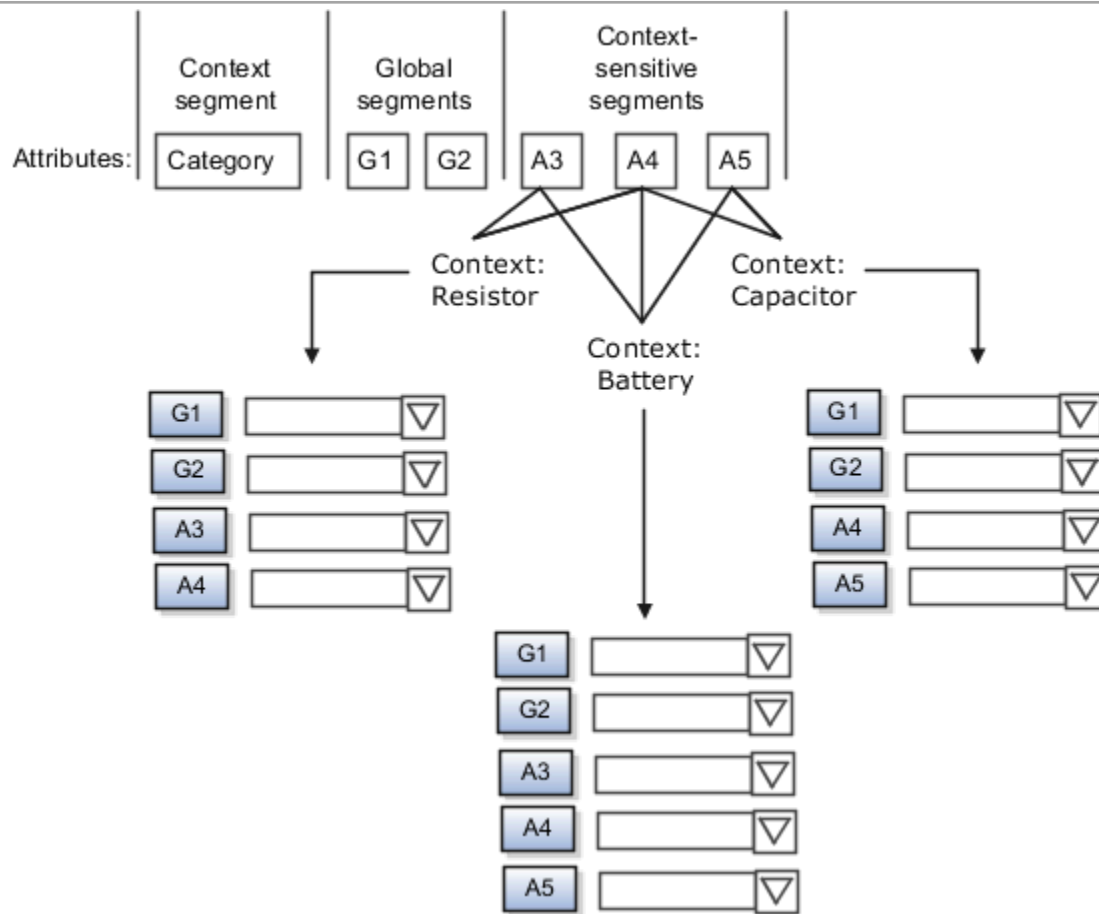 Context
segment
Global
segments
Context-
sensitive
segments
Attributes:
Category
G1
G2
A3
A4
A5
Context:
Resistor
Context:
Capacitor
Context:
Battery
G1
G2
A3
A4
G1
G2
A4
A5
G1
G2
A3
A4
A5